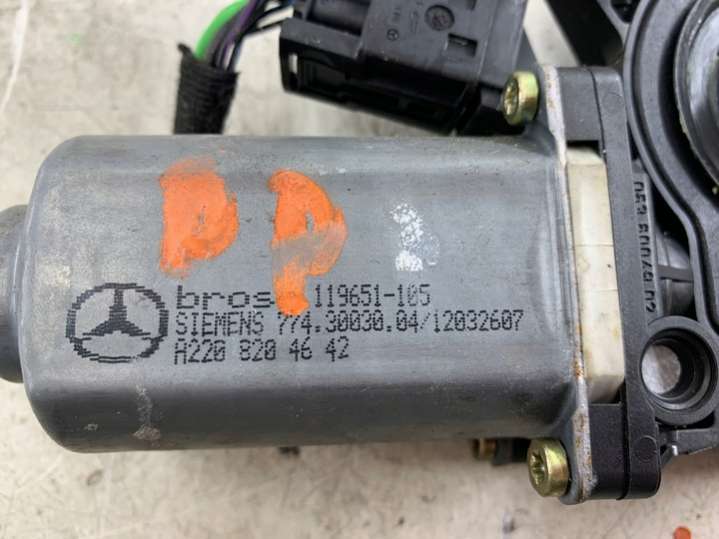 PP
bros 119651-105
SIEMENS 774.30030.04/12032607
A220 820 46 42